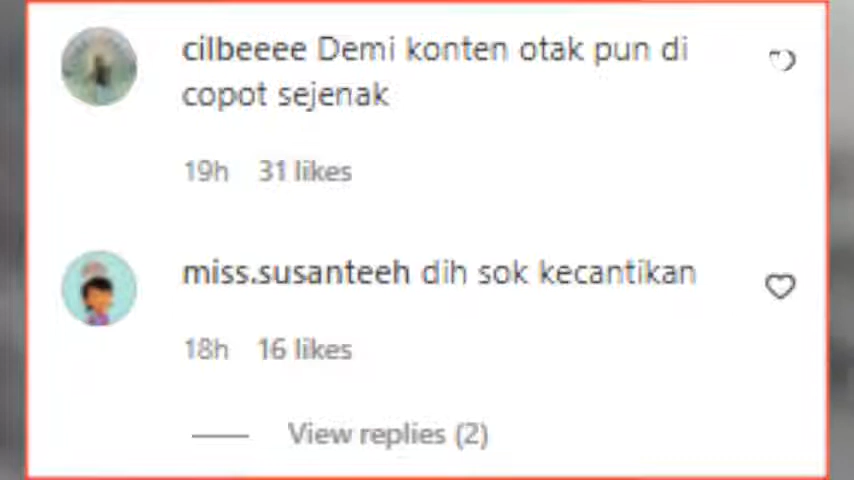 cilbeeee Demi konten otak pun di
copot sejenak
19h 31 likes
miss.susanteeh dih sok kecantikan
18h 16 likes
View replies (2)